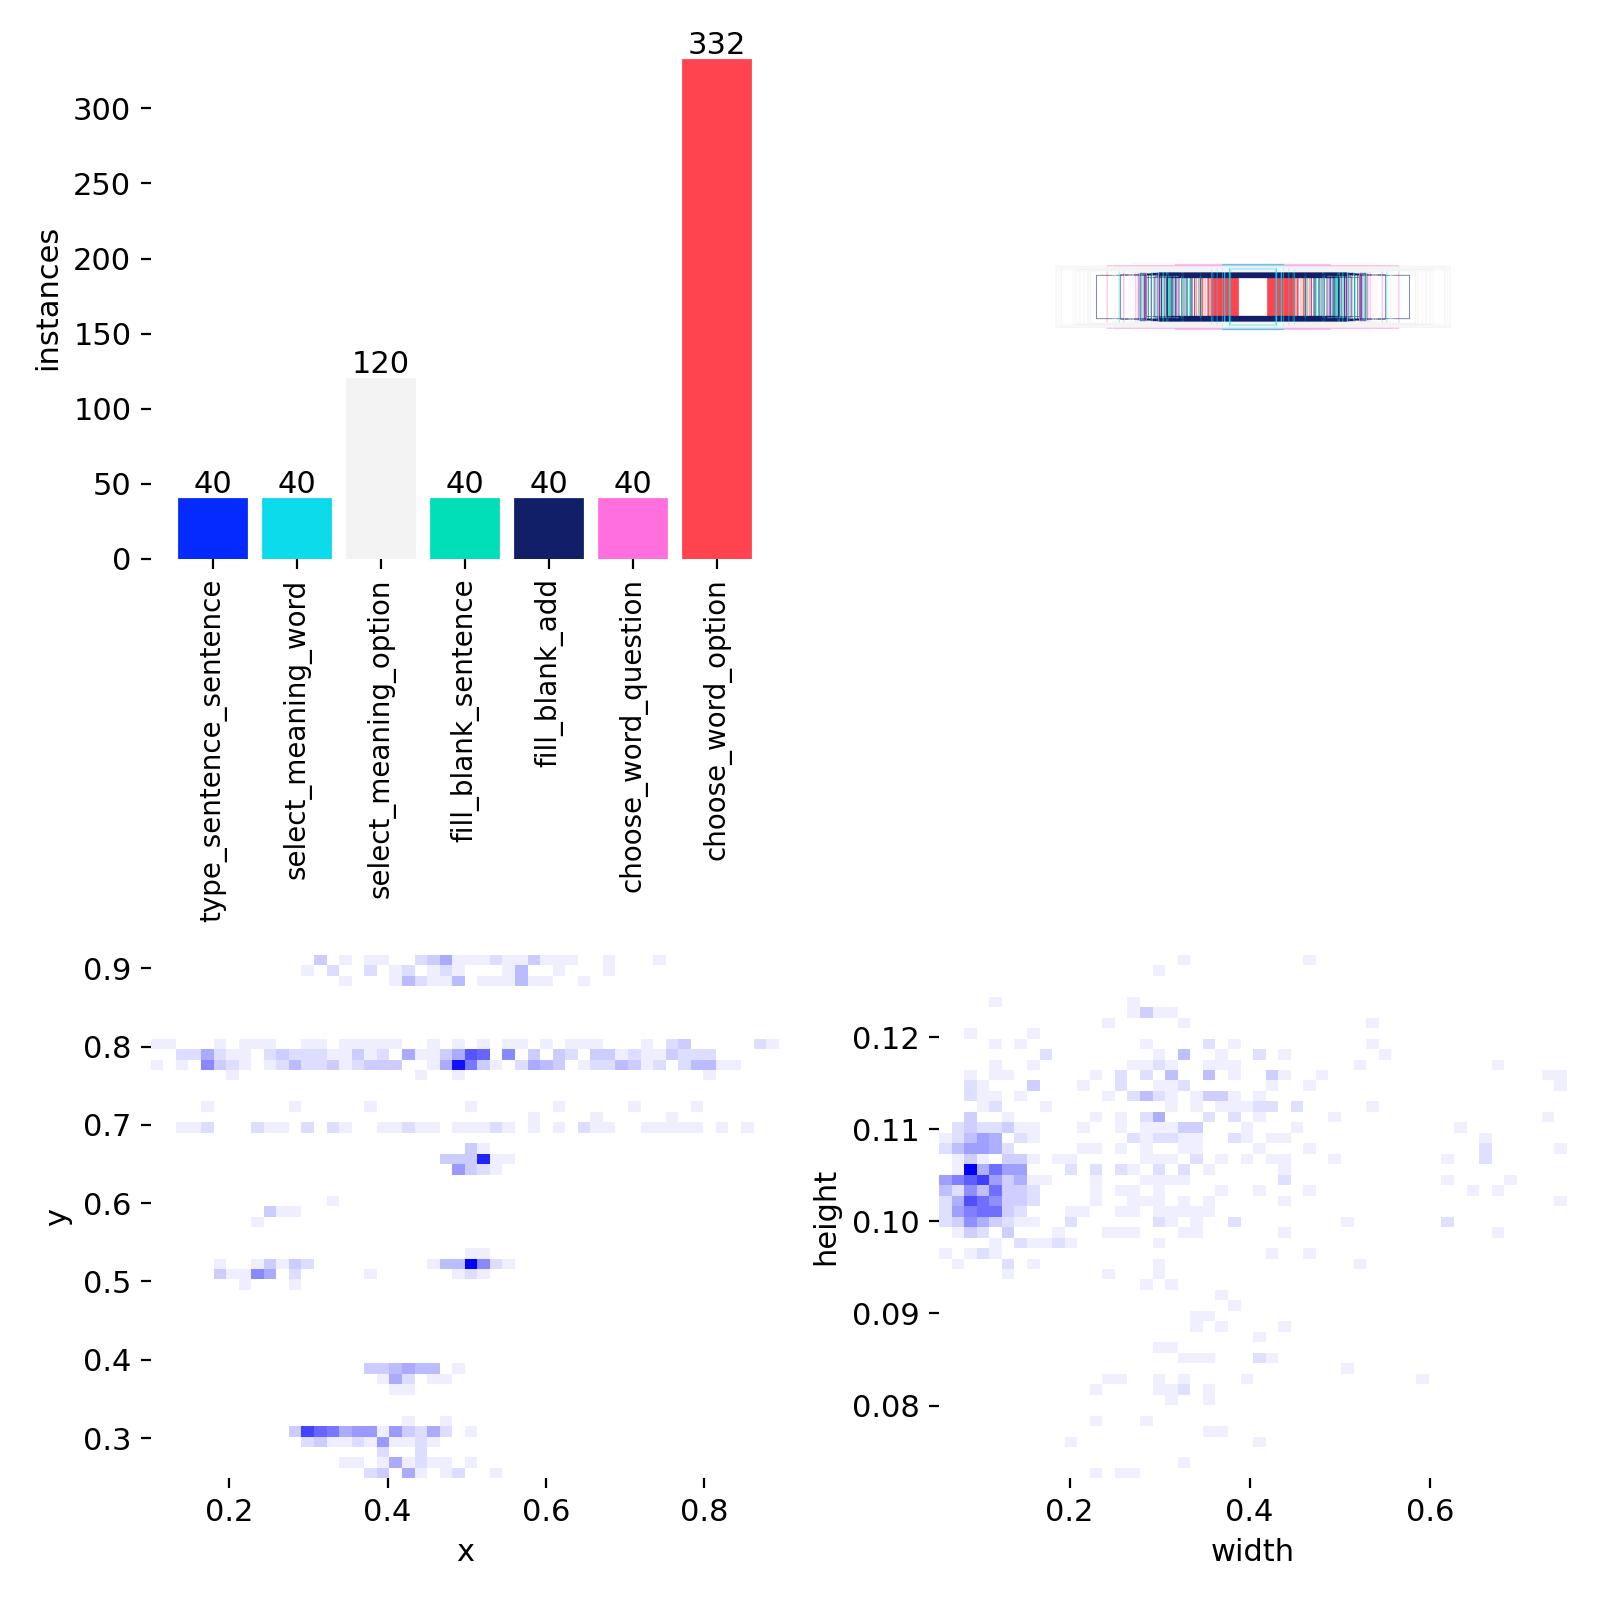 332
300
250
200
150
100
50
0
instances
120
40
40
40
40
40
type_sentence_sentence
select_meaning_word
select_meaning_option
fill_blank_sentence
fill_blank_add
choose_word_question
choose_word_option
0.9
0.8
0.7
0.6
0.5
0.4
0.3
y
0.2
0.4
0.6
0.8
x
0.12
0.11
0.10
0.09
0.08
height
0.2
0.4
0.6
width